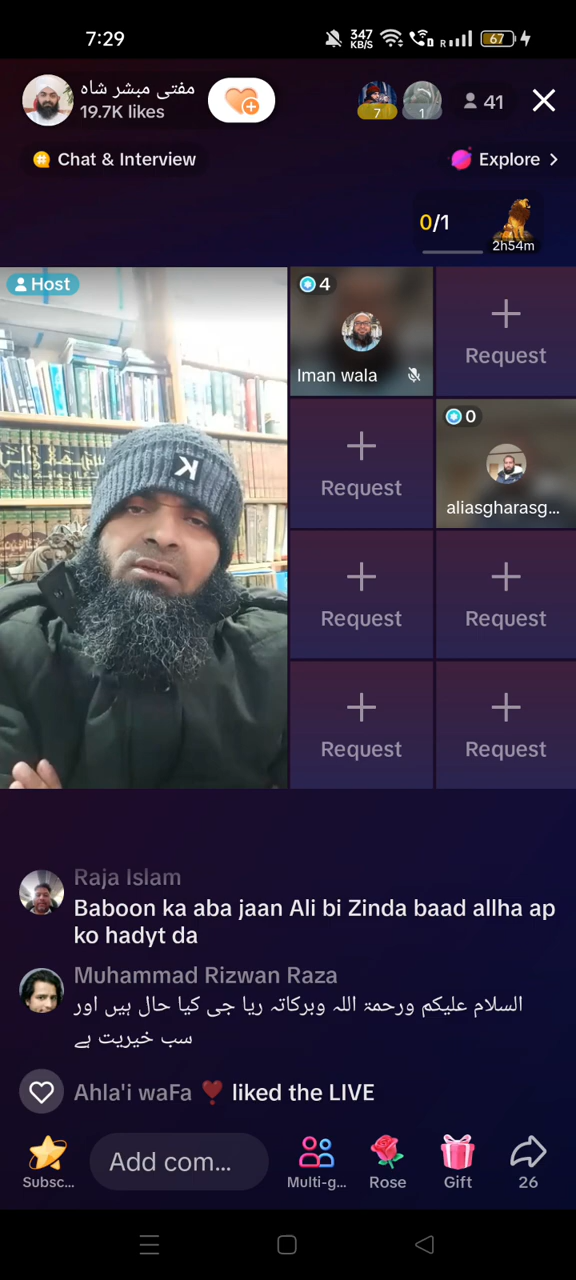 7:29
347
KB/S
R
67
مفتی مبشر شاہ
19.7K likes
7
1
41
Chat & Interview
Explore
0/1
2h54m
Host
4
Iman wala
Request
K
Request
0
aliasgharasg...
Request
Request
Request
Request
Raja Islam
Baboon ka aba jaan Ali bi Zinda baad allha ap
ko hadyt da
Muhammad Rizwan Raza
السلام علیکم ورحمۃ اللہ وبرکاتہ ریا جی کیا حال ہیں اور
سب خیریت ہے
Ahla'i waFa ❣️ liked the LIVE
Subsc...
Add com...
Multi-g...
Rose
Gift
26